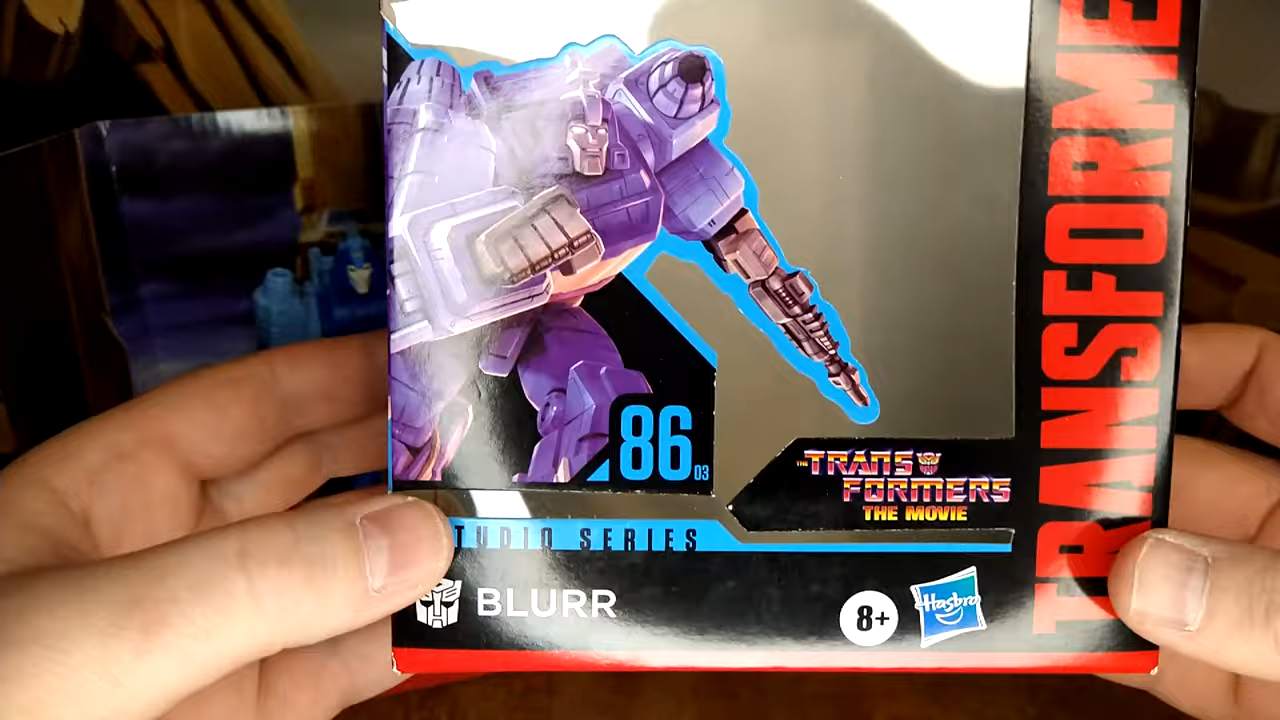 TRANSFORME
86
03
THE TRANS
FORMERS
THE MOVIE
TUDIO SERIES
BLURR
8+
Hasbro